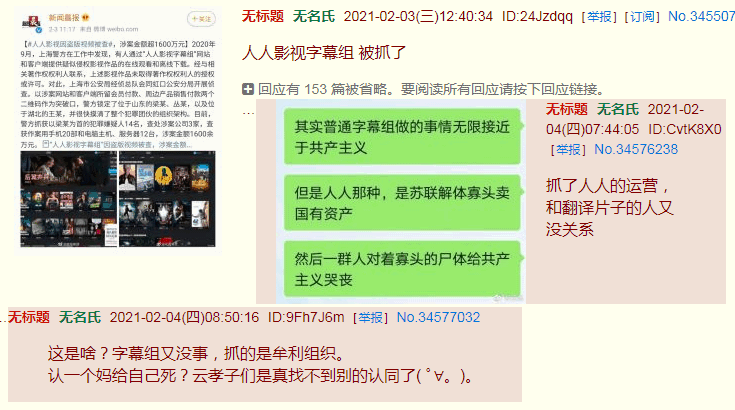 新闻晨报
+关注
2-3 11:17 来自 微博 weibo.com
【#人人影视因盗版视频被查#，涉案金额超1600万元】2020年
9月，上海警方在工作中发现，有人通过“人人影视字幕组”网站
和客户端提供疑似侵权影视作品的在线观看和离线下载。经与相
关著作权权利人联系，上述影视作品未取得著作权权利人的授权
或许可。对此，上海市公安局经侦总队会同虹口公安分局开展侦
查，以涉案网站和客户端所留会员付款、周边产品销售付款两个
二维码作为突破口，警方锁定了位于山东的梁某、丛某，以及位
于湖北的王某，并很快摸清了整个犯罪团伙的组织架构。目前，
警方抓获以梁某为首的犯罪嫌疑人14名，查处涉案公司3家，查
获作案用手机20部和电脑主机、服务器12台，涉案金额1600余
万元。“人人影视字幕组”因盗版视频被查，涉案金额...
无标题 无名氏 2021-02-03(三)12:40:34 ID:24Jzdqq [举报] [订阅] No.345507
人人影视字幕组 被抓了
回应有 153 篇被省略。要阅读所有回应请按下回应链接。
…
其实普通字幕组做的事情无限接近
于共产主义
但是人人那种，是苏联解体寡头卖
国有资产
然后一群人对着寡头的尸体给共产
主义哭丧
无标题 无名氏 2021-02-
04(四)07:44:05 ID:CvtK8X0
[举报] No.34576238
抓了人人的运营，
和翻译片子的人又
没关系
…
无标题 无名氏 2021-02-04(四)08:50:16 ID:9Fh7J6m [举报] No.34577032
这是啥？字幕组又没事，抓的是牟利组织。
认一个妈给自己死？云孝子们是真找不到别的认同了( ﾟ∀。)。